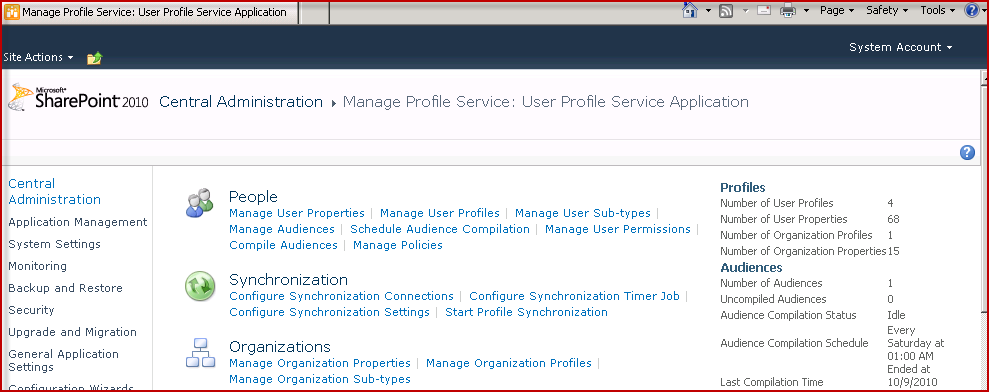 Manage Profile Service: User Profile Service Application
Page Safety Tools
Site Actions
System Account
Microsoft
SharePoint 2010 Central Administration Manage Profile Service: User Profile Service Application
Central
Administration
Application Management
System Settings
Monitoring
Backup and Restore
Security
Upgrade and Migration
General Application
Settings
Configuration Wizards
People
Manage User Properties | Manage User Profiles | Manage User Sub-types |
Manage Audiences | Schedule Audience Compilation | Manage User Permissions |
Compile Audiences | Manage Policies
Synchronization
Configure Synchronization Connections | Configure Synchronization Timer Job |
Configure Synchronization Settings | Start Profile Synchronization
Organizations
Manage Organization Properties | Manage Organization Profiles |
Manage Organization Sub-types
Profiles
Number of User Profiles 4
Number of User Properties 68
Number of Organization Profiles 1
Number of Organization Properties 15
Audiences
Number of Audiences 1
Uncompiled Audiences 0
Audience Compilation Status Idle
Audience Compilation Schedule Every
Saturday at
01:00 AM
Last Compilation Time Ended at
10/9/2010